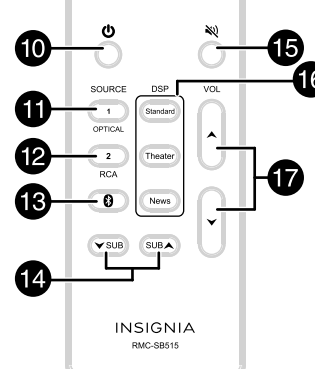 10
15
SOURCE DSP VOL
16
11 1 Standard
OPTICAL
12 2 Theater
RCA
17
13 News
14 SUB SUB
INSIGNIA
RMC-SB515